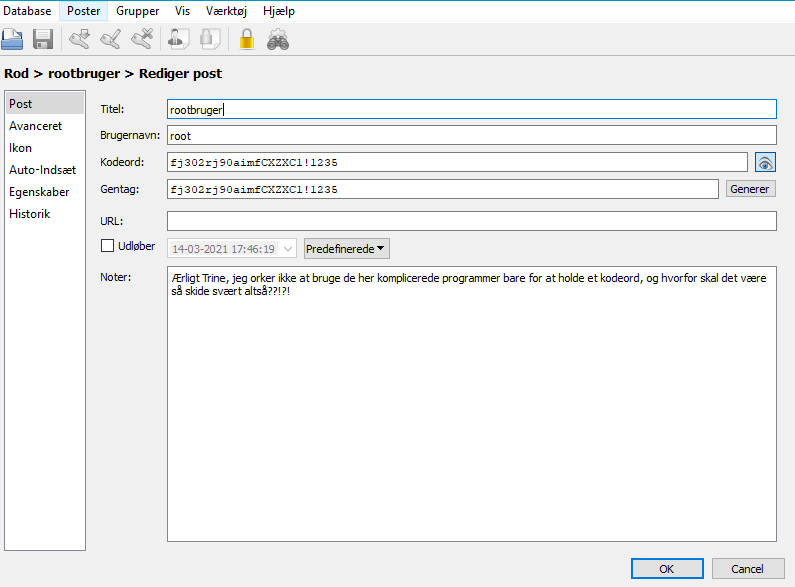 Database Poster Grupper Vis Værktøj Hjælp
Rod > rootbruger > Rediger post
Post
Avanceret
Ikon
Auto-Indsæt
Egenskaber
Historik
Titel: rootbruger
Brugernavn: root
Kodeord: fj302rj90aimfCXZXC1!1235
Gentag: fj302rj90aimfCXZXC1!1235 Generer
URL:
Udløber 14-03-2021 17:46:19 Predefinerede
Noter: Ærligt Trine, jeg orker ikke at bruge de her komplicerede programmer bare for at holde et kodeord, og hvorfor skal det være
så skide svært altså??!?!
OK Cancel